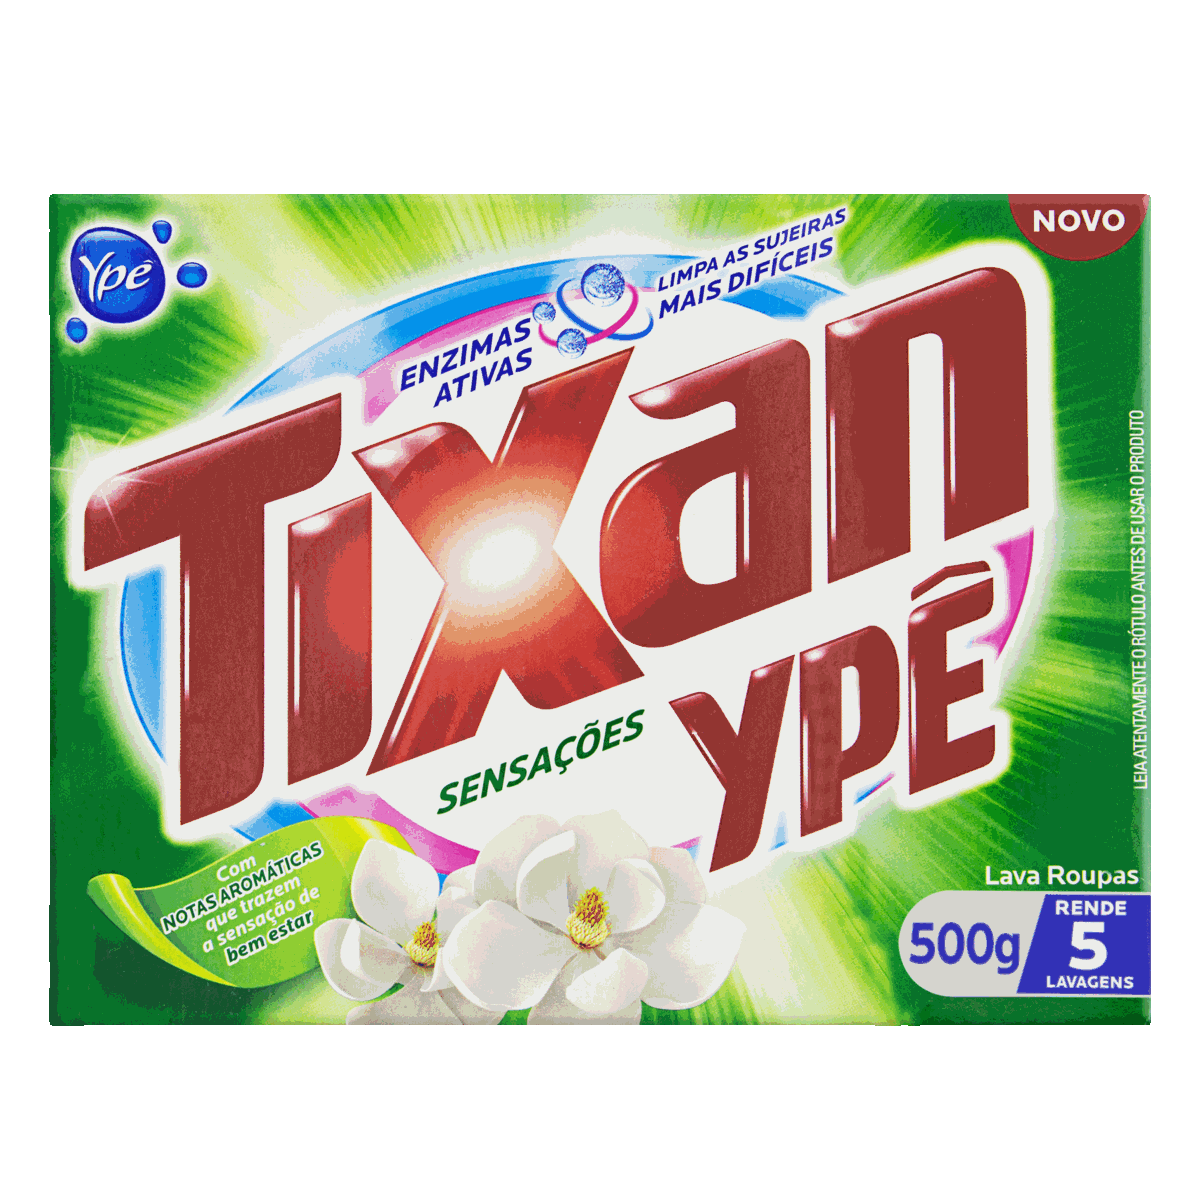 Ypê
NOVO
LIMPA AS SUJEIRAS
MAIS DIFÍCEIS
ENZIMAS
ATIVAS
Tixan
YPÊ
SENSAÇÕES
Com
NOTAS AROMÁTICAS
que trazem
a sensação de
bem estar
LEIA ATENTAMENTE O RÓTULO ANTES DE USAR O PRODUTO
Lava Roupas
500g
RENDE
5
LAVAGENS